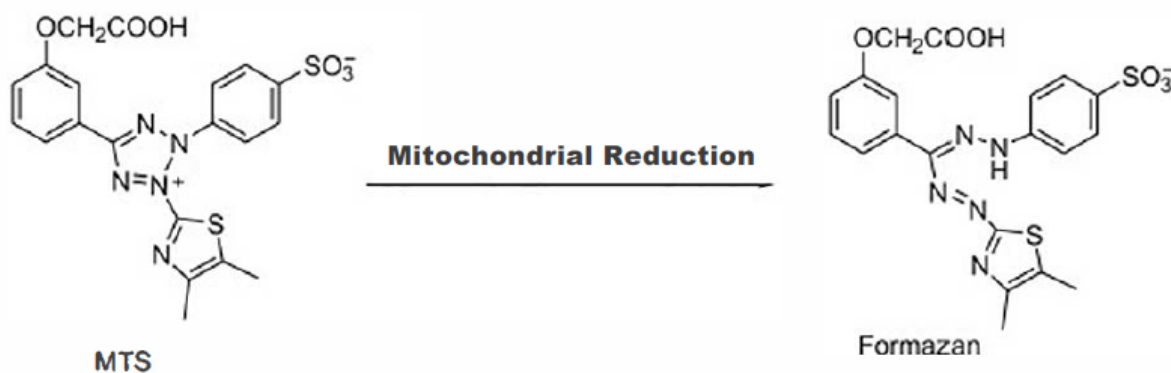 OCH₂COOH
SO₃⁻
N
N
N=N⁺
S
N
MTS
Mitochondrial Reduction
OCH₂COOH
SO₃⁻
N
N
H
N=N
S
N
Formazan